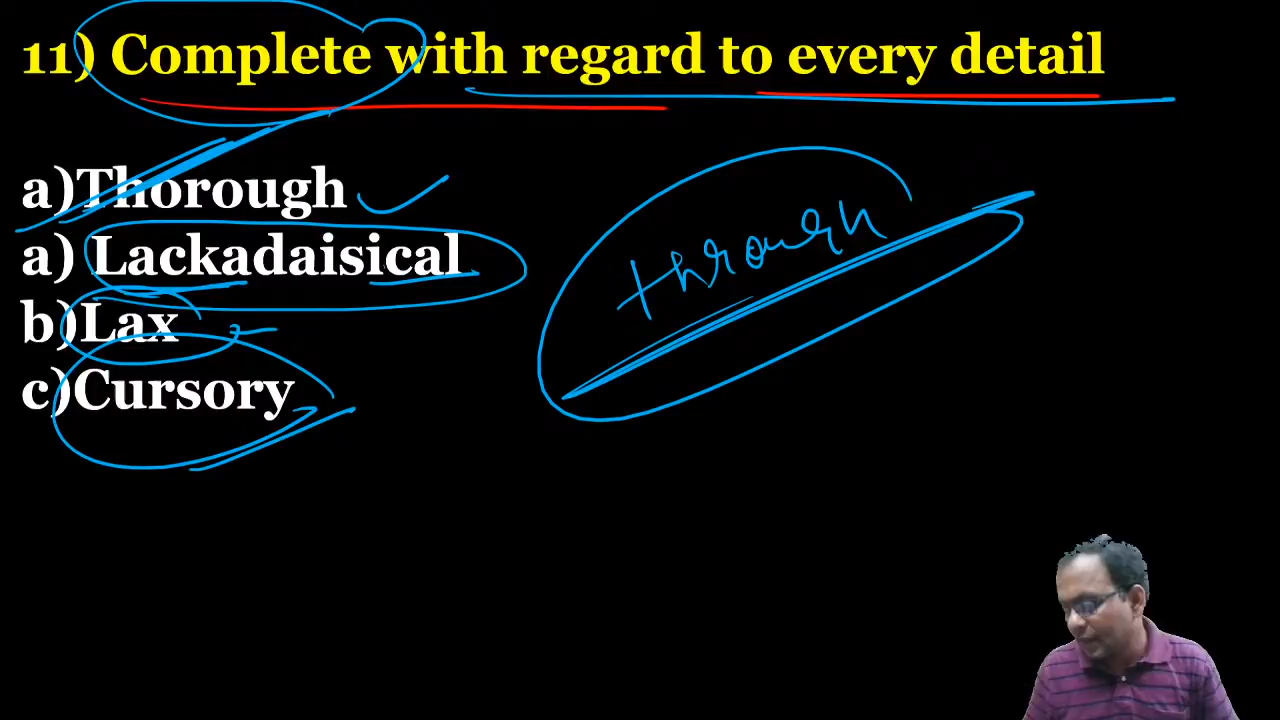 11) Complete with regard to every detail
a)Thorough
through
a) Lackadaisical
b)Lax
c)Cursory